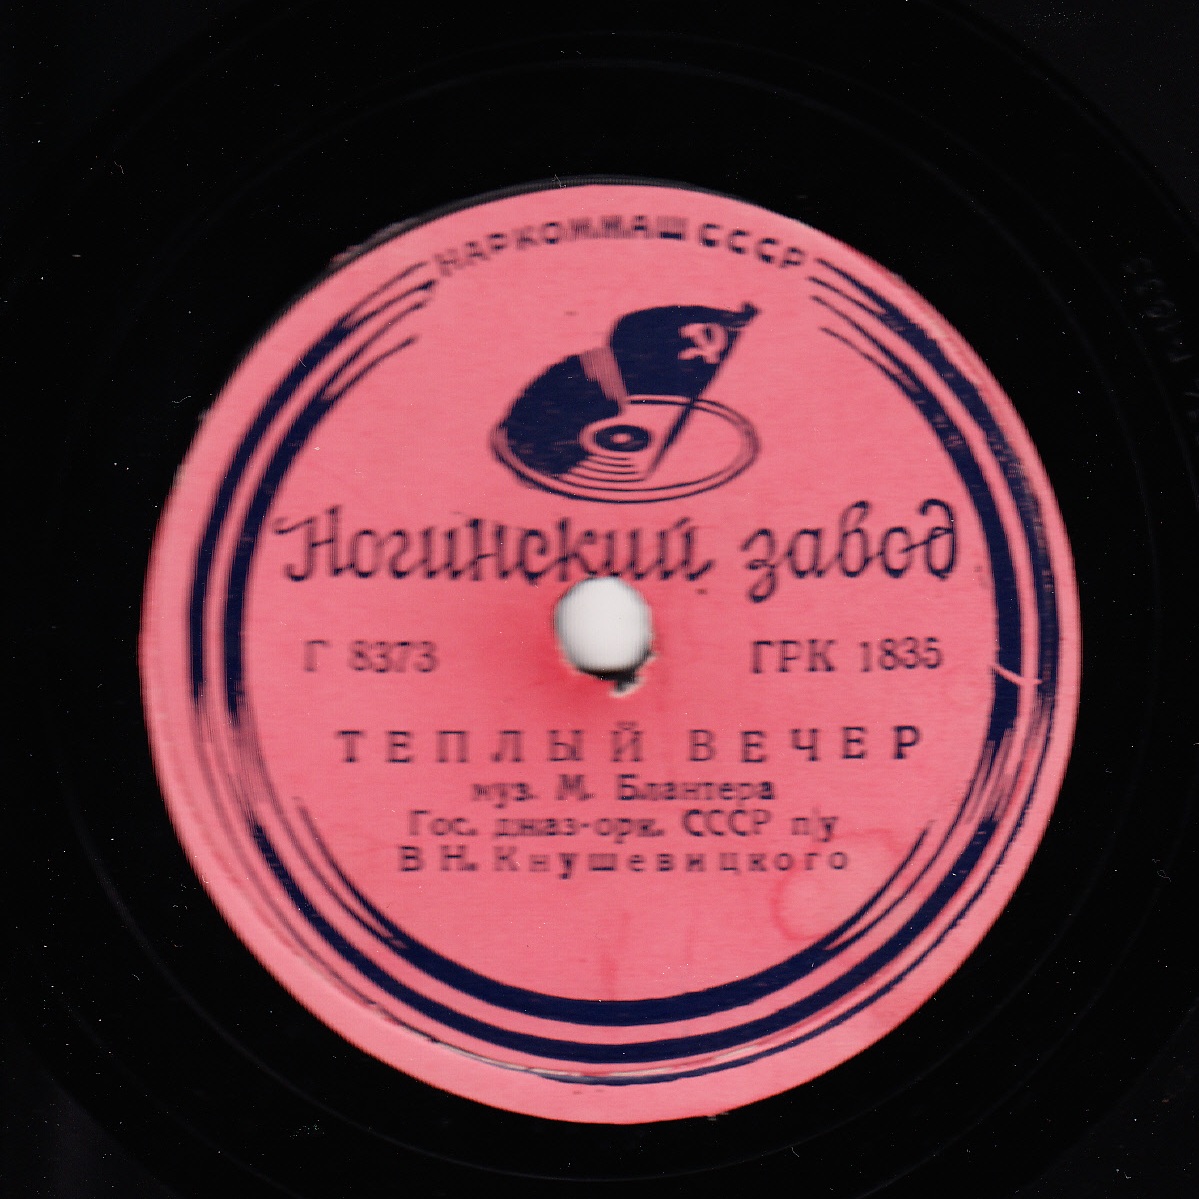 НАРКОММАШ СССР
Ногинский завод
Г 8373 ГРК 1835
ТЕПЛЫЙ ВЕЧЕР
муз. М. Блантера
Гос. джаз-орк. СССР п/у
В Н. Кнушевицкого